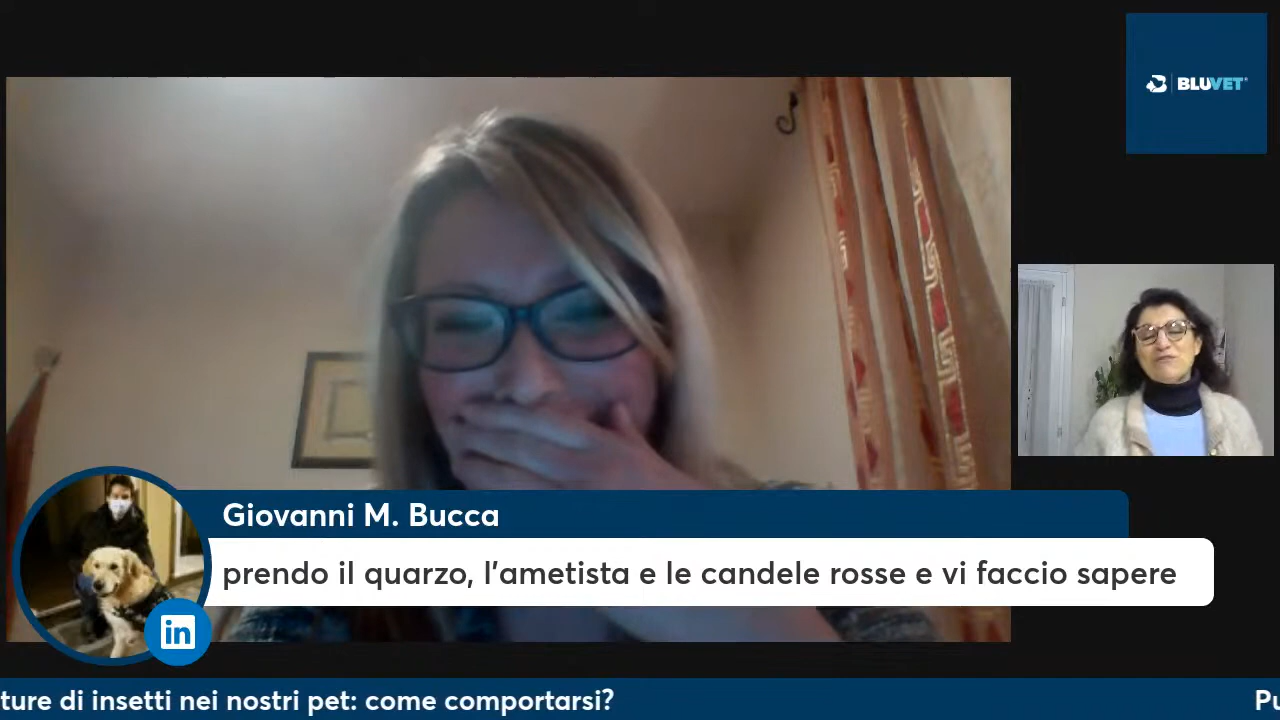 BLUVET
Giovanni M. Bucca
prendo il quarzo, l'ametista e le candele rosse e vi faccio sapere
in
ture di insetti nei nostri pet: come comportarsi?
Pu